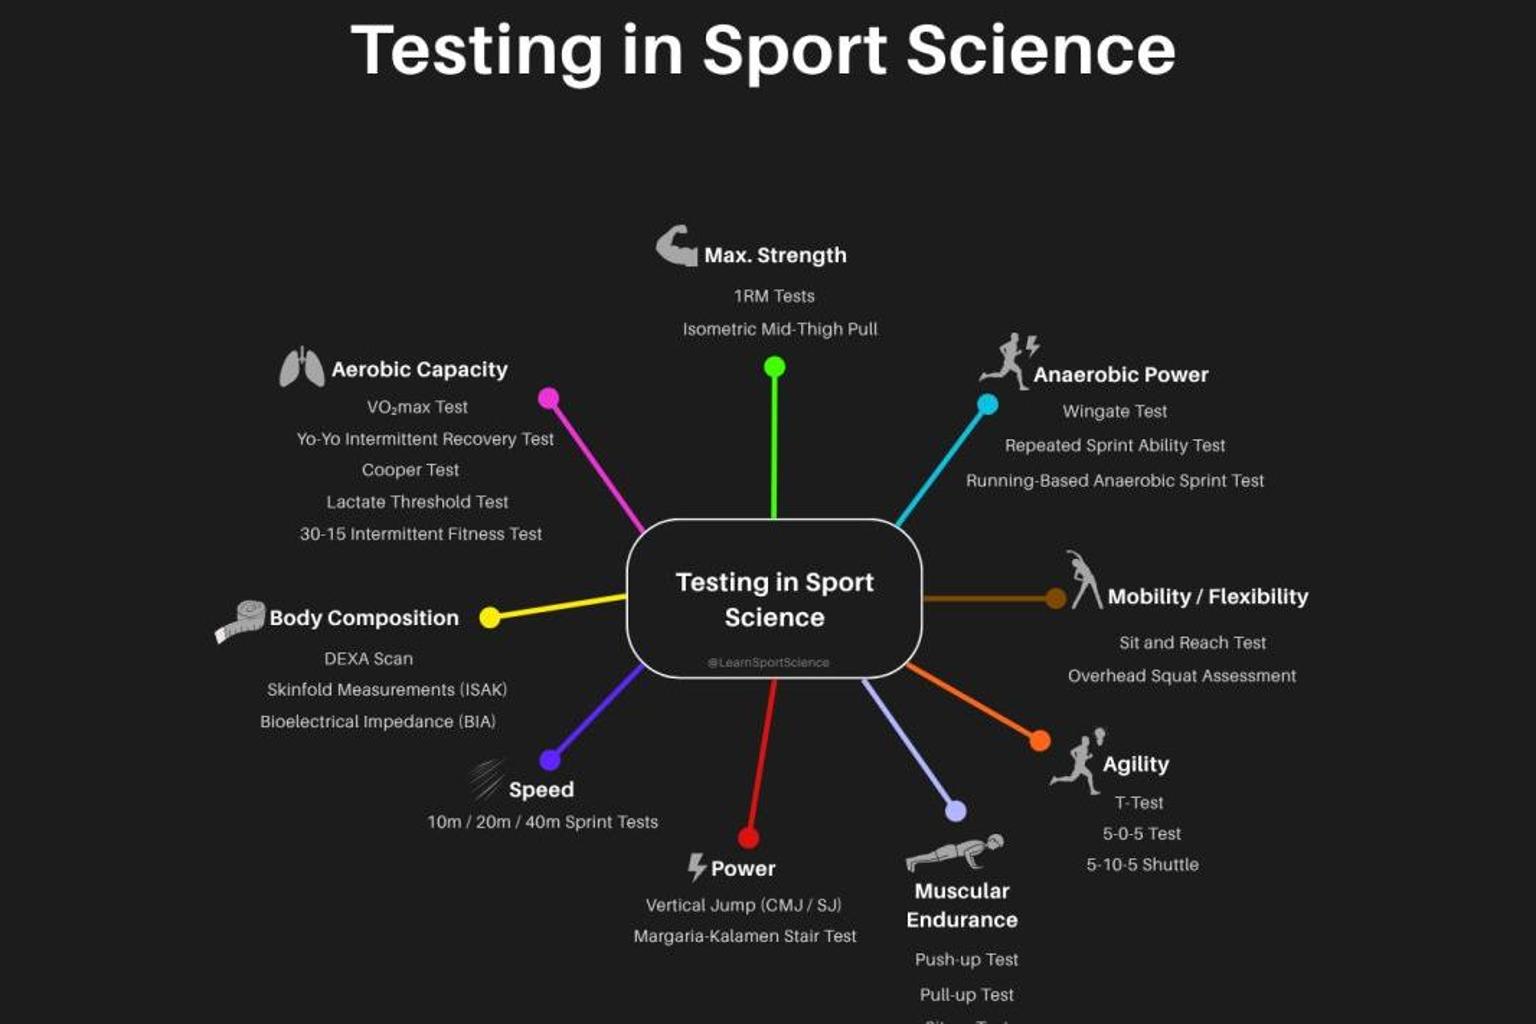 Testing in Sport Science
Max. Strength
1RM Tests
Isometric Mid-Thigh Pull
Aerobic Capacity
VO₂max Test
Yo-Yo Intermittent Recovery Test
Cooper Test
Lactate Threshold Test
30-15 Intermittent Fitness Test
Anaerobic Power
Wingate Test
Repeated Sprint Ability Test
Running-Based Anaerobic Sprint Test
Testing in Sport
Science
@LearnSportScience
Mobility / Flexibility
Sit and Reach Test
Overhead Squat Assessment
Body Composition
DEXA Scan
Skinfold Measurements (ISAK)
Bioelectrical Impedance (BIA)
Agility
T-Test
5-0-5 Test
5-10-5 Shuttle
Speed
10m / 20m / 40m Sprint Tests
Power
Vertical Jump (CMJ / SJ)
Margaria-Kalamen Stair Test
Muscular
Endurance
Push-up Test
Pull-up Test